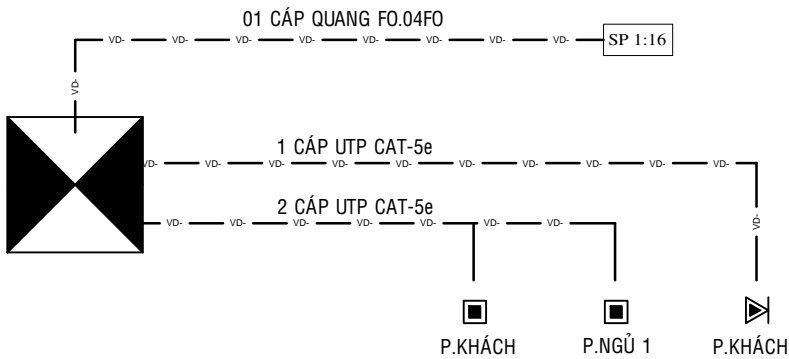 01 CÁP QUANG FO.04FO
VD- VD- VD- VD- VD- VD- VD- VD- SP 1:16
VD-
1 CÁP UTP CAT-5e
VD- VD- VD- VD- VD- VD- VD- VD- VD- VD-
2 CÁP UTP CAT-5e
VD-
VD- VD- VD- VD- VD- VD- VD-
P.KHÁCH P.NGỦ 1 P.KHÁCH